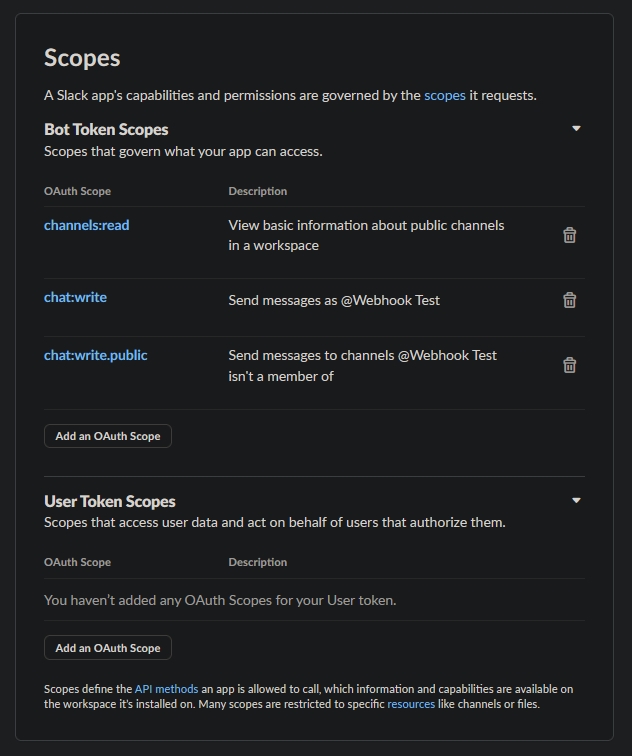 Scopes
A Slack app's capabilities and permissions are governed by the scopes it requests.
Bot Token Scopes
Scopes that govern what your app can access.
OAuth Scope Description
channels:read View basic information about public channels
in a workspace
chat:write Send messages as @Webhook Test
chat:write.public Send messages to channels @Webhook Test
isn't a member of
Add an OAuth Scope
User Token Scopes
Scopes that access user data and act on behalf of users that authorize them.
OAuth Scope Description
You haven’t added any OAuth Scopes for your User token.
Add an OAuth Scope
Scopes define the API methods an app is allowed to call, which information and capabilities are available on
the workspace it's installed on. Many scopes are restricted to specific resources like channels or files.